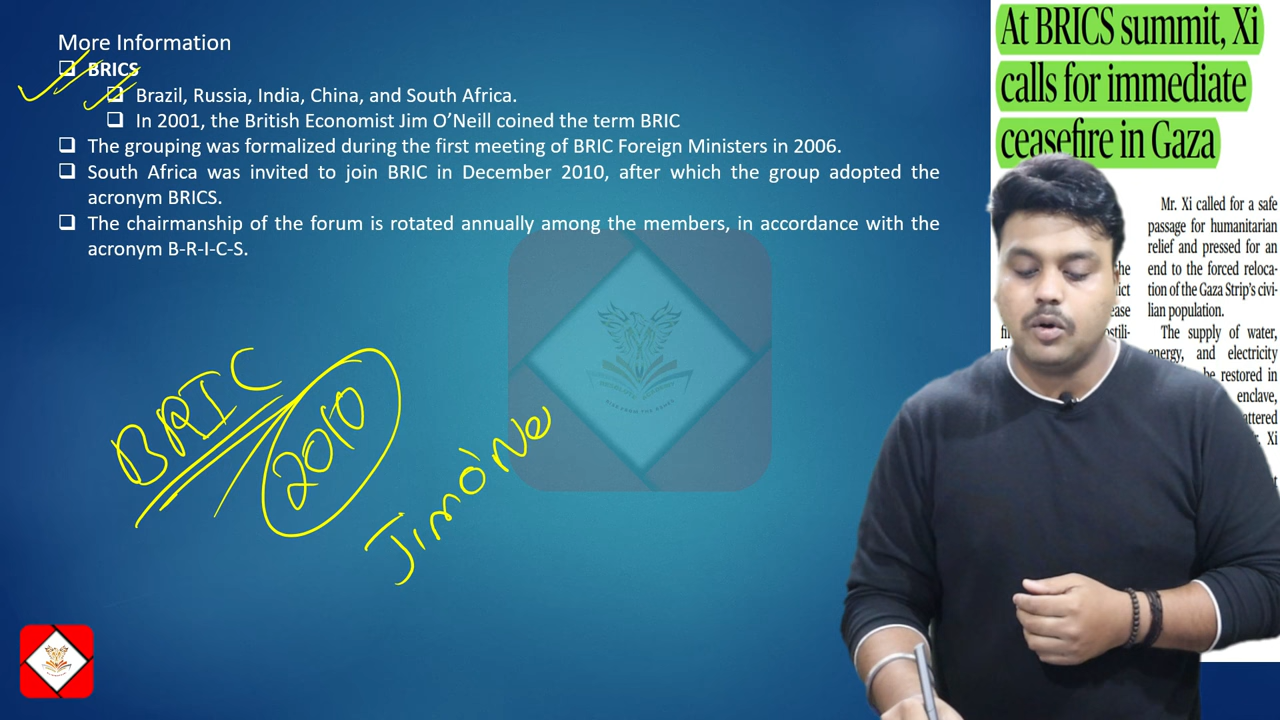 More Information
BRICS
Brazil, Russia, India, China, and South Africa.
In 2001, the British Economist Jim O’Neill coined the term BRIC
The grouping was formalized during the first meeting of BRIC Foreign Ministers in 2006.
South Africa was invited to join BRIC in December 2010, after which the group adopted the
acronym BRICS.
The chairmanship of the forum is rotated annually among the members, in accordance with the
acronym B-R-I-C-S.
BRIC
2010
Jim O'Ne
At BRICS summit, Xi
calls for immediate
ceasefire in Gaza
Mr. Xi called for a safe
passage for humanitarian
relief and pressed for an
end to the forced reloca-
tion of the Gaza Strip's civi-
lian population.
The supply of water,
energy, and electricity
be restored in
enclave,
Xi